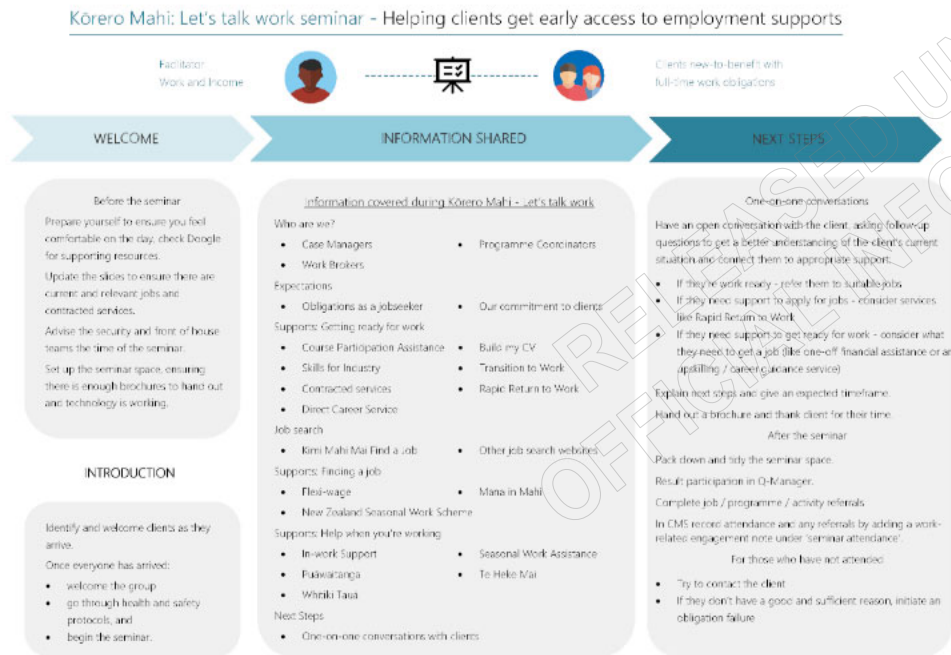 Kōrero Mahi: Let's talk work seminar - Helping clients get early access to employment supports
Facilitator
Work and Income
Clients new-to-benefit with
full-time work obligations
WELCOME
INFORMATION SHARED
NEXT STEPS
Before the seminar
Prepare yourself to ensure you feel
comfortable on the day, check Doogle
for supporting resources.
Update the slides to ensure there are
current and relevant jobs and
contracted services.
Advise the security and front of house
teams the time of the seminar.
Set up the seminar space, ensuring
there is enough brochures to hand out
and technology is working.
INTRODUCTION
Identify and welcome clients as they
arrive.
Once everyone has arrived:
• welcome the group
• go through health and safety
protocols, and
• begin the seminar.
Information covered during Kōrero Mahi - Let's talk work
Who are we?
• Case Managers
• Programme Coordinators
• Work Brokers
Expectations
• Obligations as a jobseeker
• Our commitment to clients
Supports: Getting ready for work
• Course Participation Assistance
• Build my CV
• Skills for Industry
• Transition to Work
• Contracted services
• Rapid Return to Work
• Direct Career Service
Job search
• Kimi Mahi Mai Find a Job
• Other job search websites
Supports: Finding a job
• Flexi-wage
• Mana in Mahi
• New Zealand Seasonal Work Scheme
Supports: Help when you're working
• In-work Support
• Seasonal Work Assistance
• Puāwaitanga
• Te Heke Mai
• Whītiki Tauā
Next Steps
• One-on-one conversations with clients
One-on-one conversations
Have an open conversation with the client, asking follow-up
questions to get a better understanding of the client's current
situation and connect them to appropriate support:
• If they're work ready - refer them to suitable jobs
• If they need support to apply for jobs - consider services
like Rapid Return to Work
• If they need support to get ready for work - consider what
they need to get a job (like one-off financial assistance or an
upskilling / career guidance service)
Explain next steps and give an expected timeframe.
Hand out a brochure and thank client for their time.
After the seminar
Pack down and tidy the seminar space.
Result participation in Q-Manager.
Complete job / programme / activity referrals
In CMS record attendance and any referrals by adding a work-
related engagement note under 'seminar attendance'.
For those who have not attended
• Try to contact the client
• If they don't have a good and sufficient reason, initiate an
obligation failure
RELEASED UN
OFFICIAL INFO